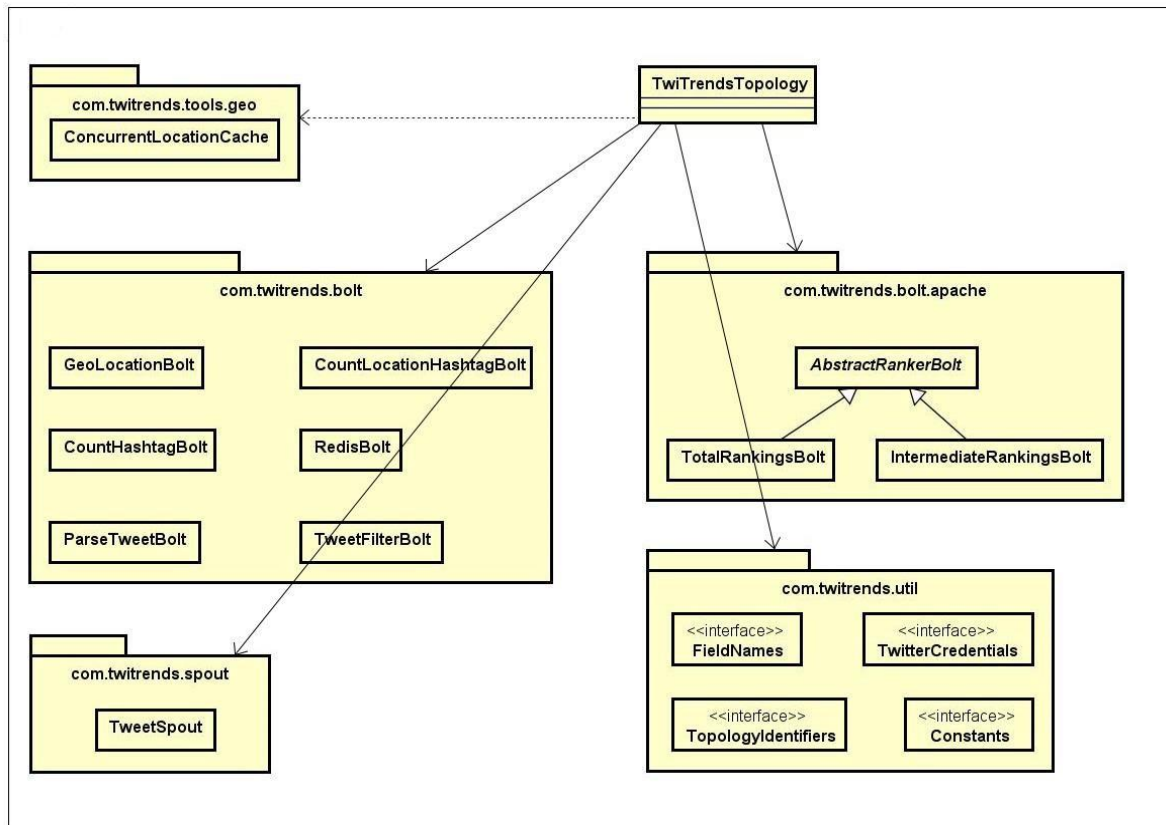 TwiTrendsTopology
com.twitrends.tools.geo
ConcurrentLocationCache
com.twitrends.bolt
GeoLocationBolt
CountLocationHashtagBolt
CountHashtagBolt
RedisBolt
ParseTweetBolt
TweetFilterBolt
com.twitrends.bolt.apache
AbstractRankerBolt
TotalRankingsBolt
IntermediateRankingsBolt
com.twitrends.spout
TweetSpout
com.twitrends.util
<<interface>>
FieldNames
<<interface>>
TwitterCredentials
<<interface>>
TopologyIdentifiers
<<interface>>
Constants